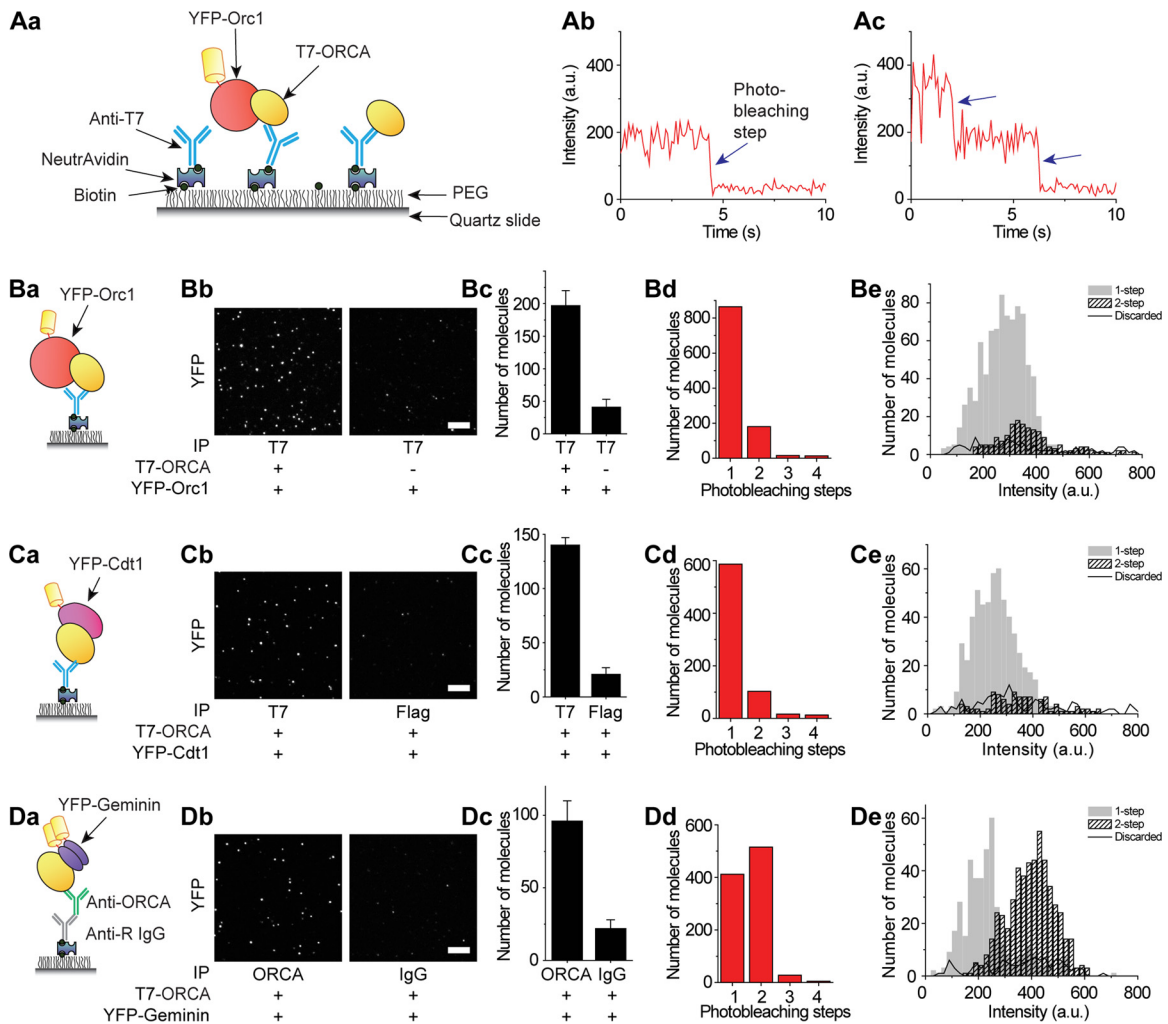 Aa
YFP-Orc1
T7-ORCA
Anti-T7
NeutrAvidin
Biotin
PEG
Quartz slide
Ab
Intensity (a.u.)
400
200
0
Photo-
bleaching
step
0 5 10
Time (s)
Ac
Intensity (a.u.)
400
200
0
0 5 10
Time (s)
Ba
YFP-Orc1
Bb
YFP
IP T7 T7
T7-ORCA + -
YFP-Orc1 + +
Bc
Number of molecules
200
150
100
50
0
T7 T7
+ -
+ +
Bd
Number of molecules
800
600
400
200
0
1 2 3 4
Photobleaching steps
Be
Number of molecules
80
60
40
20
0
1-step
2-step
Discarded
0 200 400 600 800
Intensity (a.u.)
Ca
YFP-Cdt1
Cb
YFP
IP T7 Flag
T7-ORCA + +
YFP-Cdt1 + +
Cc
Number of molecules
150
100
50
0
T7 Flag
+ +
+ +
Cd
Number of molecules
600
400
200
0
1 2 3 4
Photobleaching steps
Ce
Number of molecules
60
40
20
0
1-step
2-step
Discarded
0 200 400 600 800
Intensity (a.u.)
Da
YFP-Geminin
Anti-ORCA
Anti-R IgG
Db
YFP
IP ORCA IgG
T7-ORCA + +
YFP-Geminin + +
Dc
Number of molecules
100
50
0
ORCA IgG
+ +
+ +
Dd
Number of molecules
600
400
200
0
1 2 3 4
Photobleaching steps
De
Number of molecules
60
40
20
0
1-step
2-step
Discarded
0 200 400 600 800
Intensity (a.u.)